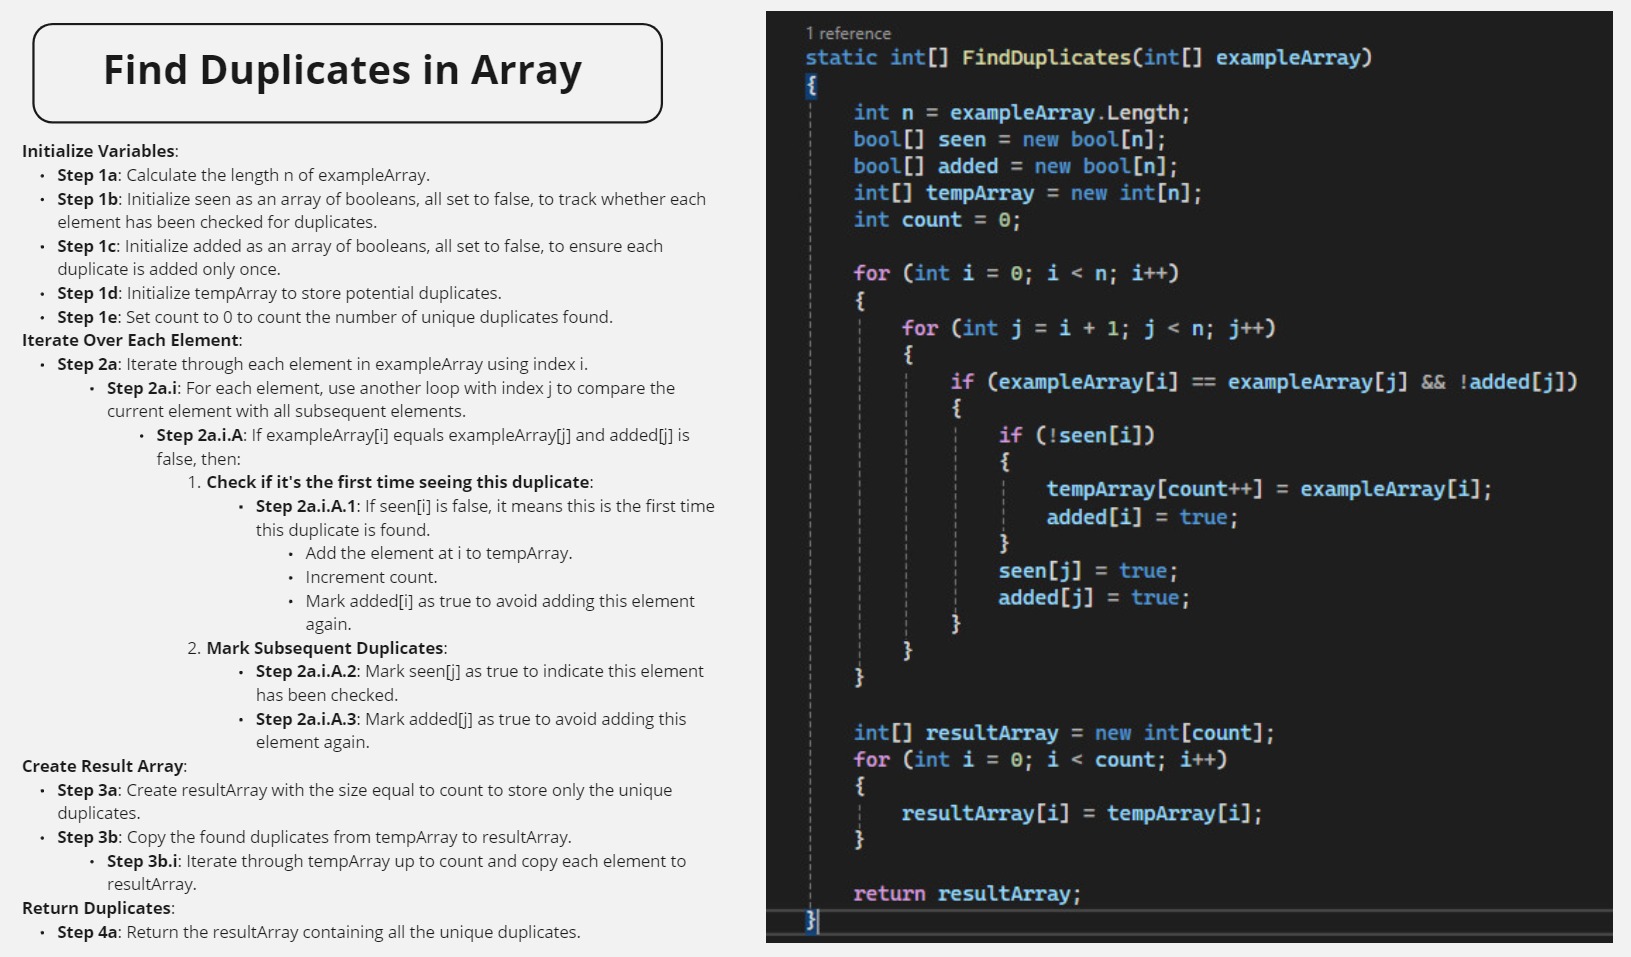 Find Duplicates in Array
Initialize Variables:
• Step 1a: Calculate the length n of exampleArray.
• Step 1b: Initialize seen as an array of booleans, all set to false, to track whether each
element has been checked for duplicates.
• Step 1c: Initialize added as an array of booleans, all set to false, to ensure each
duplicate is added only once.
• Step 1d: Initialize tempArray to store potential duplicates.
• Step 1e: Set count to 0 to count the number of unique duplicates found.
Iterate Over Each Element:
• Step 2a: Iterate through each element in exampleArray using index i.
• Step 2a.i: For each element, use another loop with index j to compare the
current element with all subsequent elements.
• Step 2a.i.A: If exampleArray[i] equals exampleArray[j] and added[j] is
false, then:
1. Check if it's the first time seeing this duplicate:
• Step 2a.i.A.1: If seen[i] is false, it means this is the first time
this duplicate is found.
• Add the element at i to tempArray.
• Increment count.
• Mark added[i] as true to avoid adding this element
again.
2. Mark Subsequent Duplicates:
• Step 2a.i.A.2: Mark seen[j] as true to indicate this element
has been checked.
• Step 2a.i.A.3: Mark added[j] as true to avoid adding this
element again.
Create Result Array:
• Step 3a: Create resultArray with the size equal to count to store only the unique
duplicates.
• Step 3b: Copy the found duplicates from tempArray to resultArray.
• Step 3b.i: Iterate through tempArray up to count and copy each element to
resultArray.
Return Duplicates:
• Step 4a: Return the resultArray containing all the unique duplicates.
1 reference
static int[] FindDuplicates(int[] exampleArray)
{
int n = exampleArray.Length;
bool[] seen = new bool[n];
bool[] added = new bool[n];
int[] tempArray = new int[n];
int count = 0;
for (int i = 0; i < n; i++)
{
for (int j = i + 1; j < n; j++)
{
if (exampleArray[i] == exampleArray[j] && !added[j])
{
if (!seen[i])
{
tempArray[count++] = exampleArray[i];
added[i] = true;
}
seen[j] = true;
added[j] = true;
}
}
}
int[] resultArray = new int[count];
for (int i = 0; i < count; i++)
{
resultArray[i] = tempArray[i];
}
return resultArray;
}